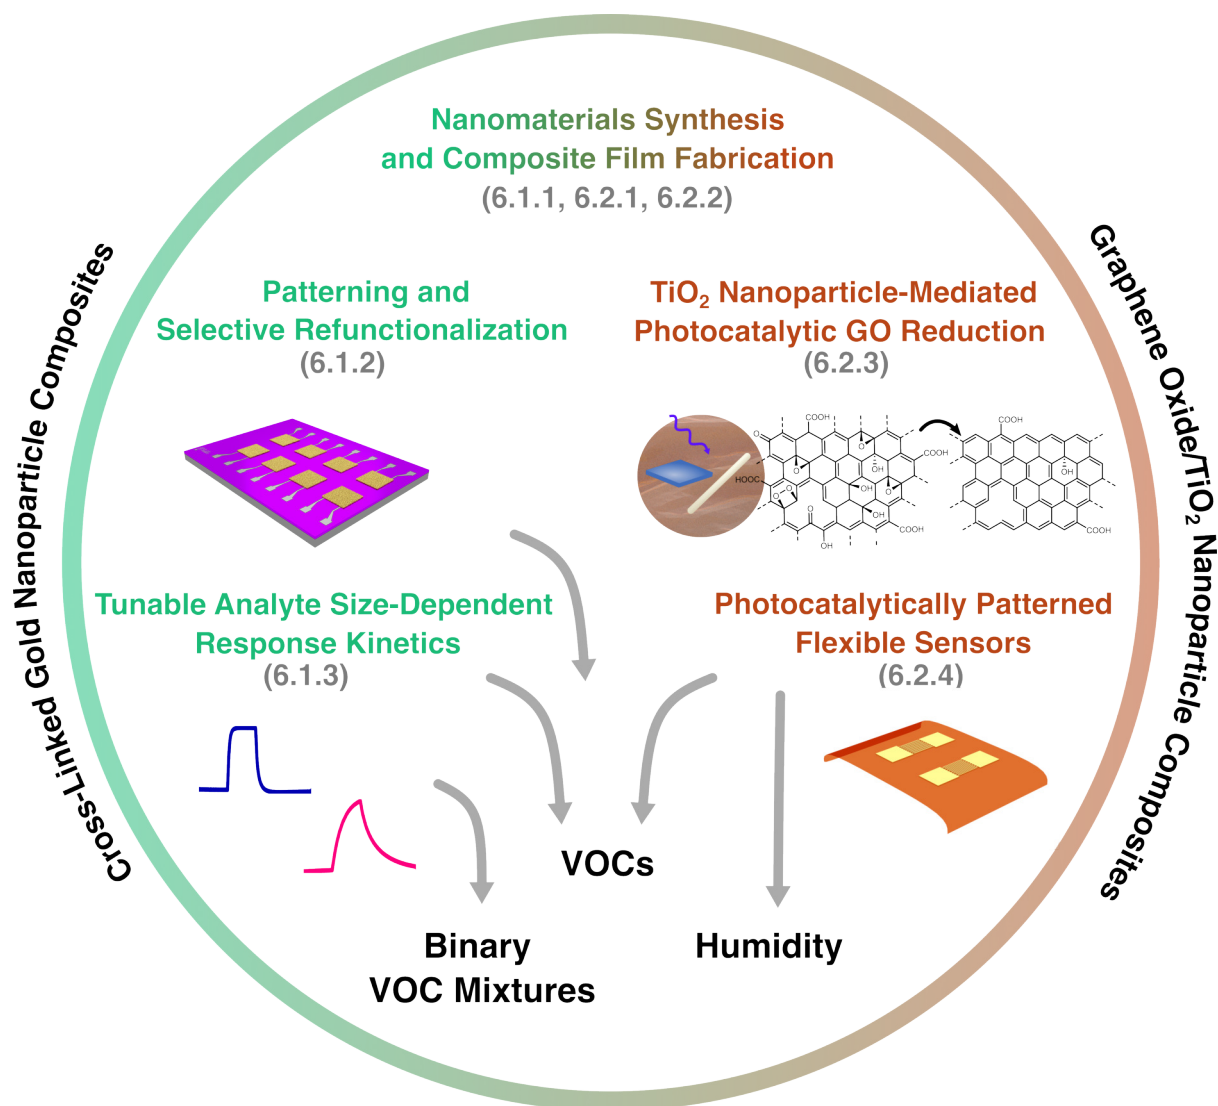 Nanomaterials Synthesis
and Composite Film Fabrication
(6.1.1, 6.2.1, 6.2.2)
Cross-Linked Gold Nanoparticle Composites
Graphene Oxide/TiO₂ Nanoparticle Composites
Patterning and
Selective Refunctionalization
(6.1.2)
TiO₂ Nanoparticle-Mediated
Photocatalytic GO Reduction
(6.2.3)
COOH
O
O
COOH
OH
HOOC
O
OH
O
O
O
OH
O
COOH
OH
COOH
OH
COOH
Tunable Analyte Size-Dependent
Response Kinetics
(6.1.3)
Photocatalytically Patterned
Flexible Sensors
(6.2.4)
VOCs
Binary
VOC Mixtures
Humidity